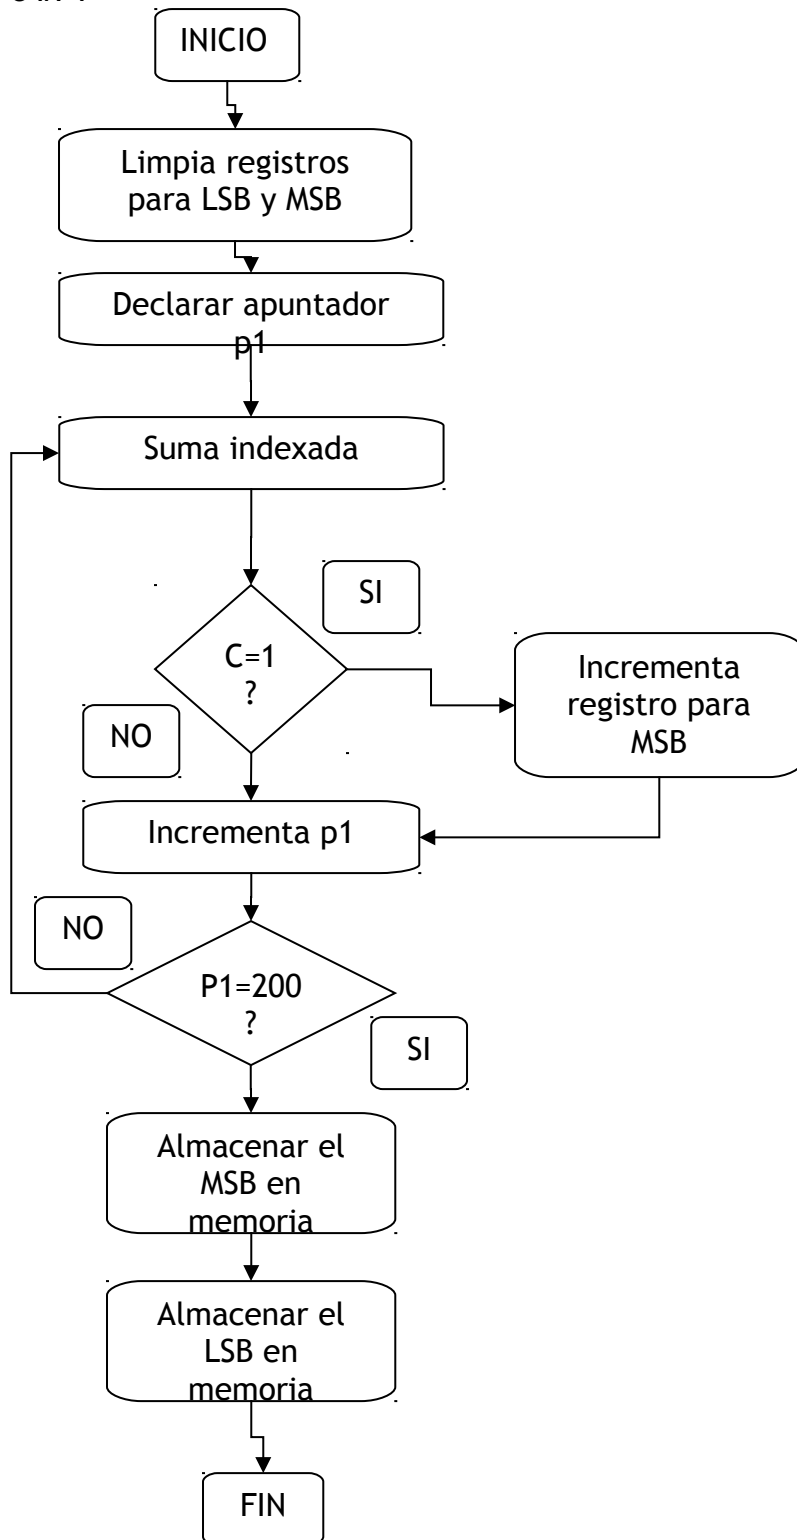 INICIO
Limpia registros
para LSB y MSB
Declarar apuntador
p1
Suma indexada
SI
C=1
?
Incrementa
registro para
MSB
NO
Incrementa p1
NO
P1=200
?
SI
Almacenar el
MSB en
memoria
Almacenar el
LSB en
memoria
FIN